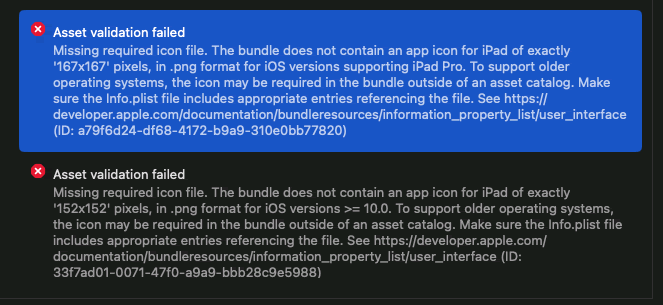 Asset validation failed
Missing required icon file. The bundle does not contain an app icon for iPad of exactly
'167x167' pixels, in .png format for iOS versions supporting iPad Pro. To support older
operating systems, the icon may be required in the bundle outside of an asset catalog. Make
sure the Info.plist file includes appropriate entries referencing the file. See https://
developer.apple.com/documentation/bundleresources/information_property_list/user_interface
(ID: a79f6d24-df68-4172-b9a9-310e0bb77820)
Asset validation failed
Missing required icon file. The bundle does not contain an app icon for iPad of exactly
'152x152' pixels, in .png format for iOS versions >= 10.0. To support older operating systems,
the icon may be required in the bundle outside of an asset catalog. Make sure the Info.plist file
includes appropriate entries referencing the file. See https://developer.apple.com/
documentation/bundleresources/information_property_list/user_interface (ID:
33f7ad01-0071-47f0-a9a9-bbb28c9e5988)